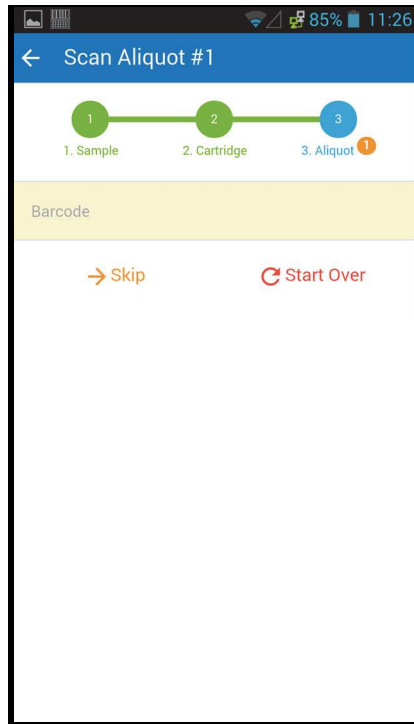 85% 11:26
Scan Aliquot #1
1 2 3
1. Sample 2. Cartridge 3. Aliquot 1
Barcode
Skip Start Over